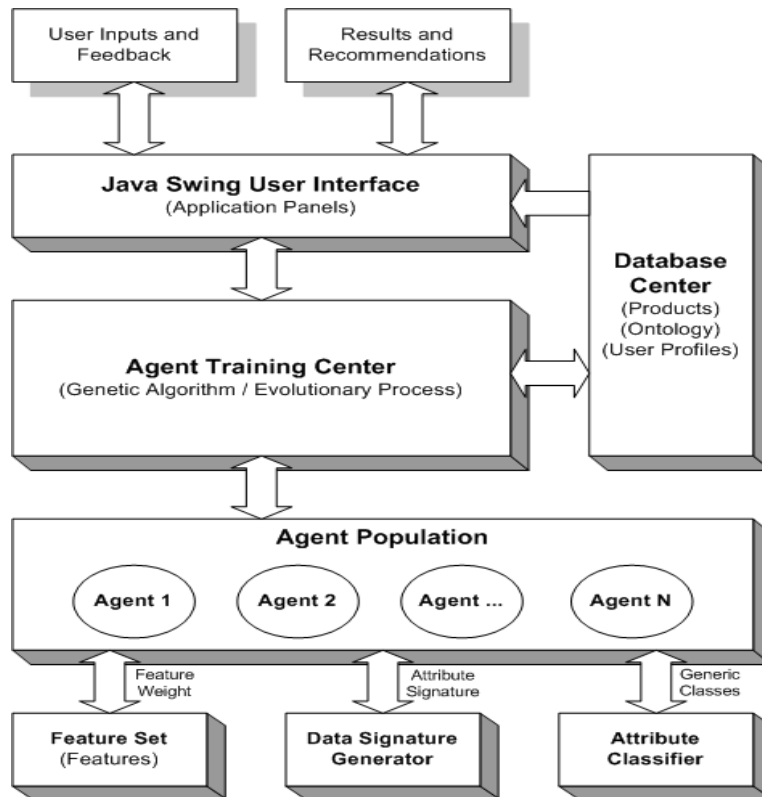 User Inputs and
Feedback
Results and
Recommendations
Java Swing User Interface
(Application Panels)
Database
Center
(Products)
(Ontology)
(User Profiles)
Agent Training Center
(Genetic Algorithm / Evolutionary Process)
Agent Population
Agent 1
Agent 2
Agent ...
Agent N
Feature
Weight
Attribute
Signature
Generic
Classes
Feature Set
(Features)
Data Signature
Generator
Attribute
Classifier